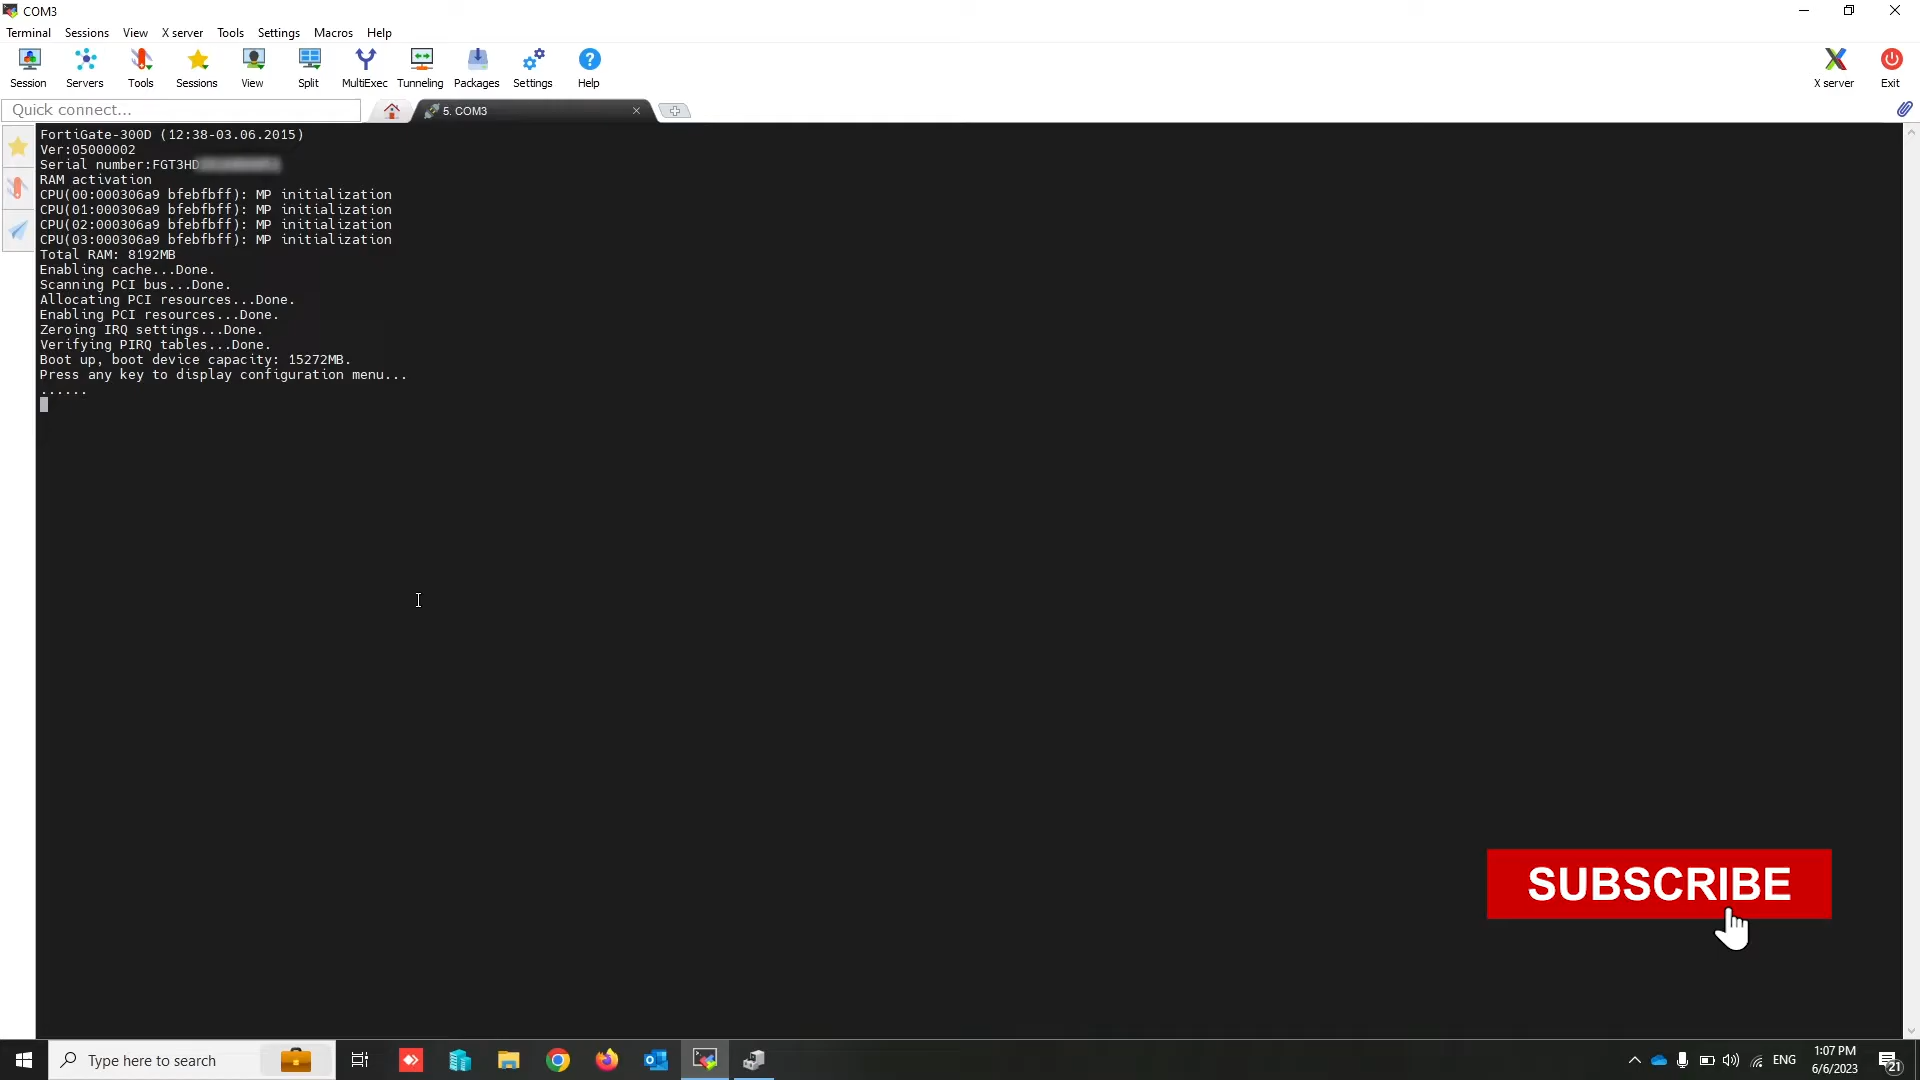 COM3
Terminal Sessions View X server Tools Settings Macros Help
Session Servers Tools Sessions View Split MultiExec Tunneling Packages Settings Help X server Exit
Quick connect... 5. COM3
FortiGate-300D (12:38-03.06.2015)
Ver:05000002
Serial number:FGT3HD
RAM activation
CPU(00:000306a9 bfebfbff): MP initialization
CPU(01:000306a9 bfebfbff): MP initialization
CPU(02:000306a9 bfebfbff): MP initialization
CPU(03:000306a9 bfebfbff): MP initialization
Total RAM: 8192MB
Enabling cache...Done.
Scanning PCI bus...Done.
Allocating PCI resources...Done.
Enabling PCI resources...Done.
Zeroing IRQ settings...Done.
Verifying PIRQ tables...Done.
Boot up, boot device capacity: 15272MB.
Press any key to display configuration menu...
......
SUBSCRIBE
Type here to search
ENG
1:07 PM
6/6/2023
21